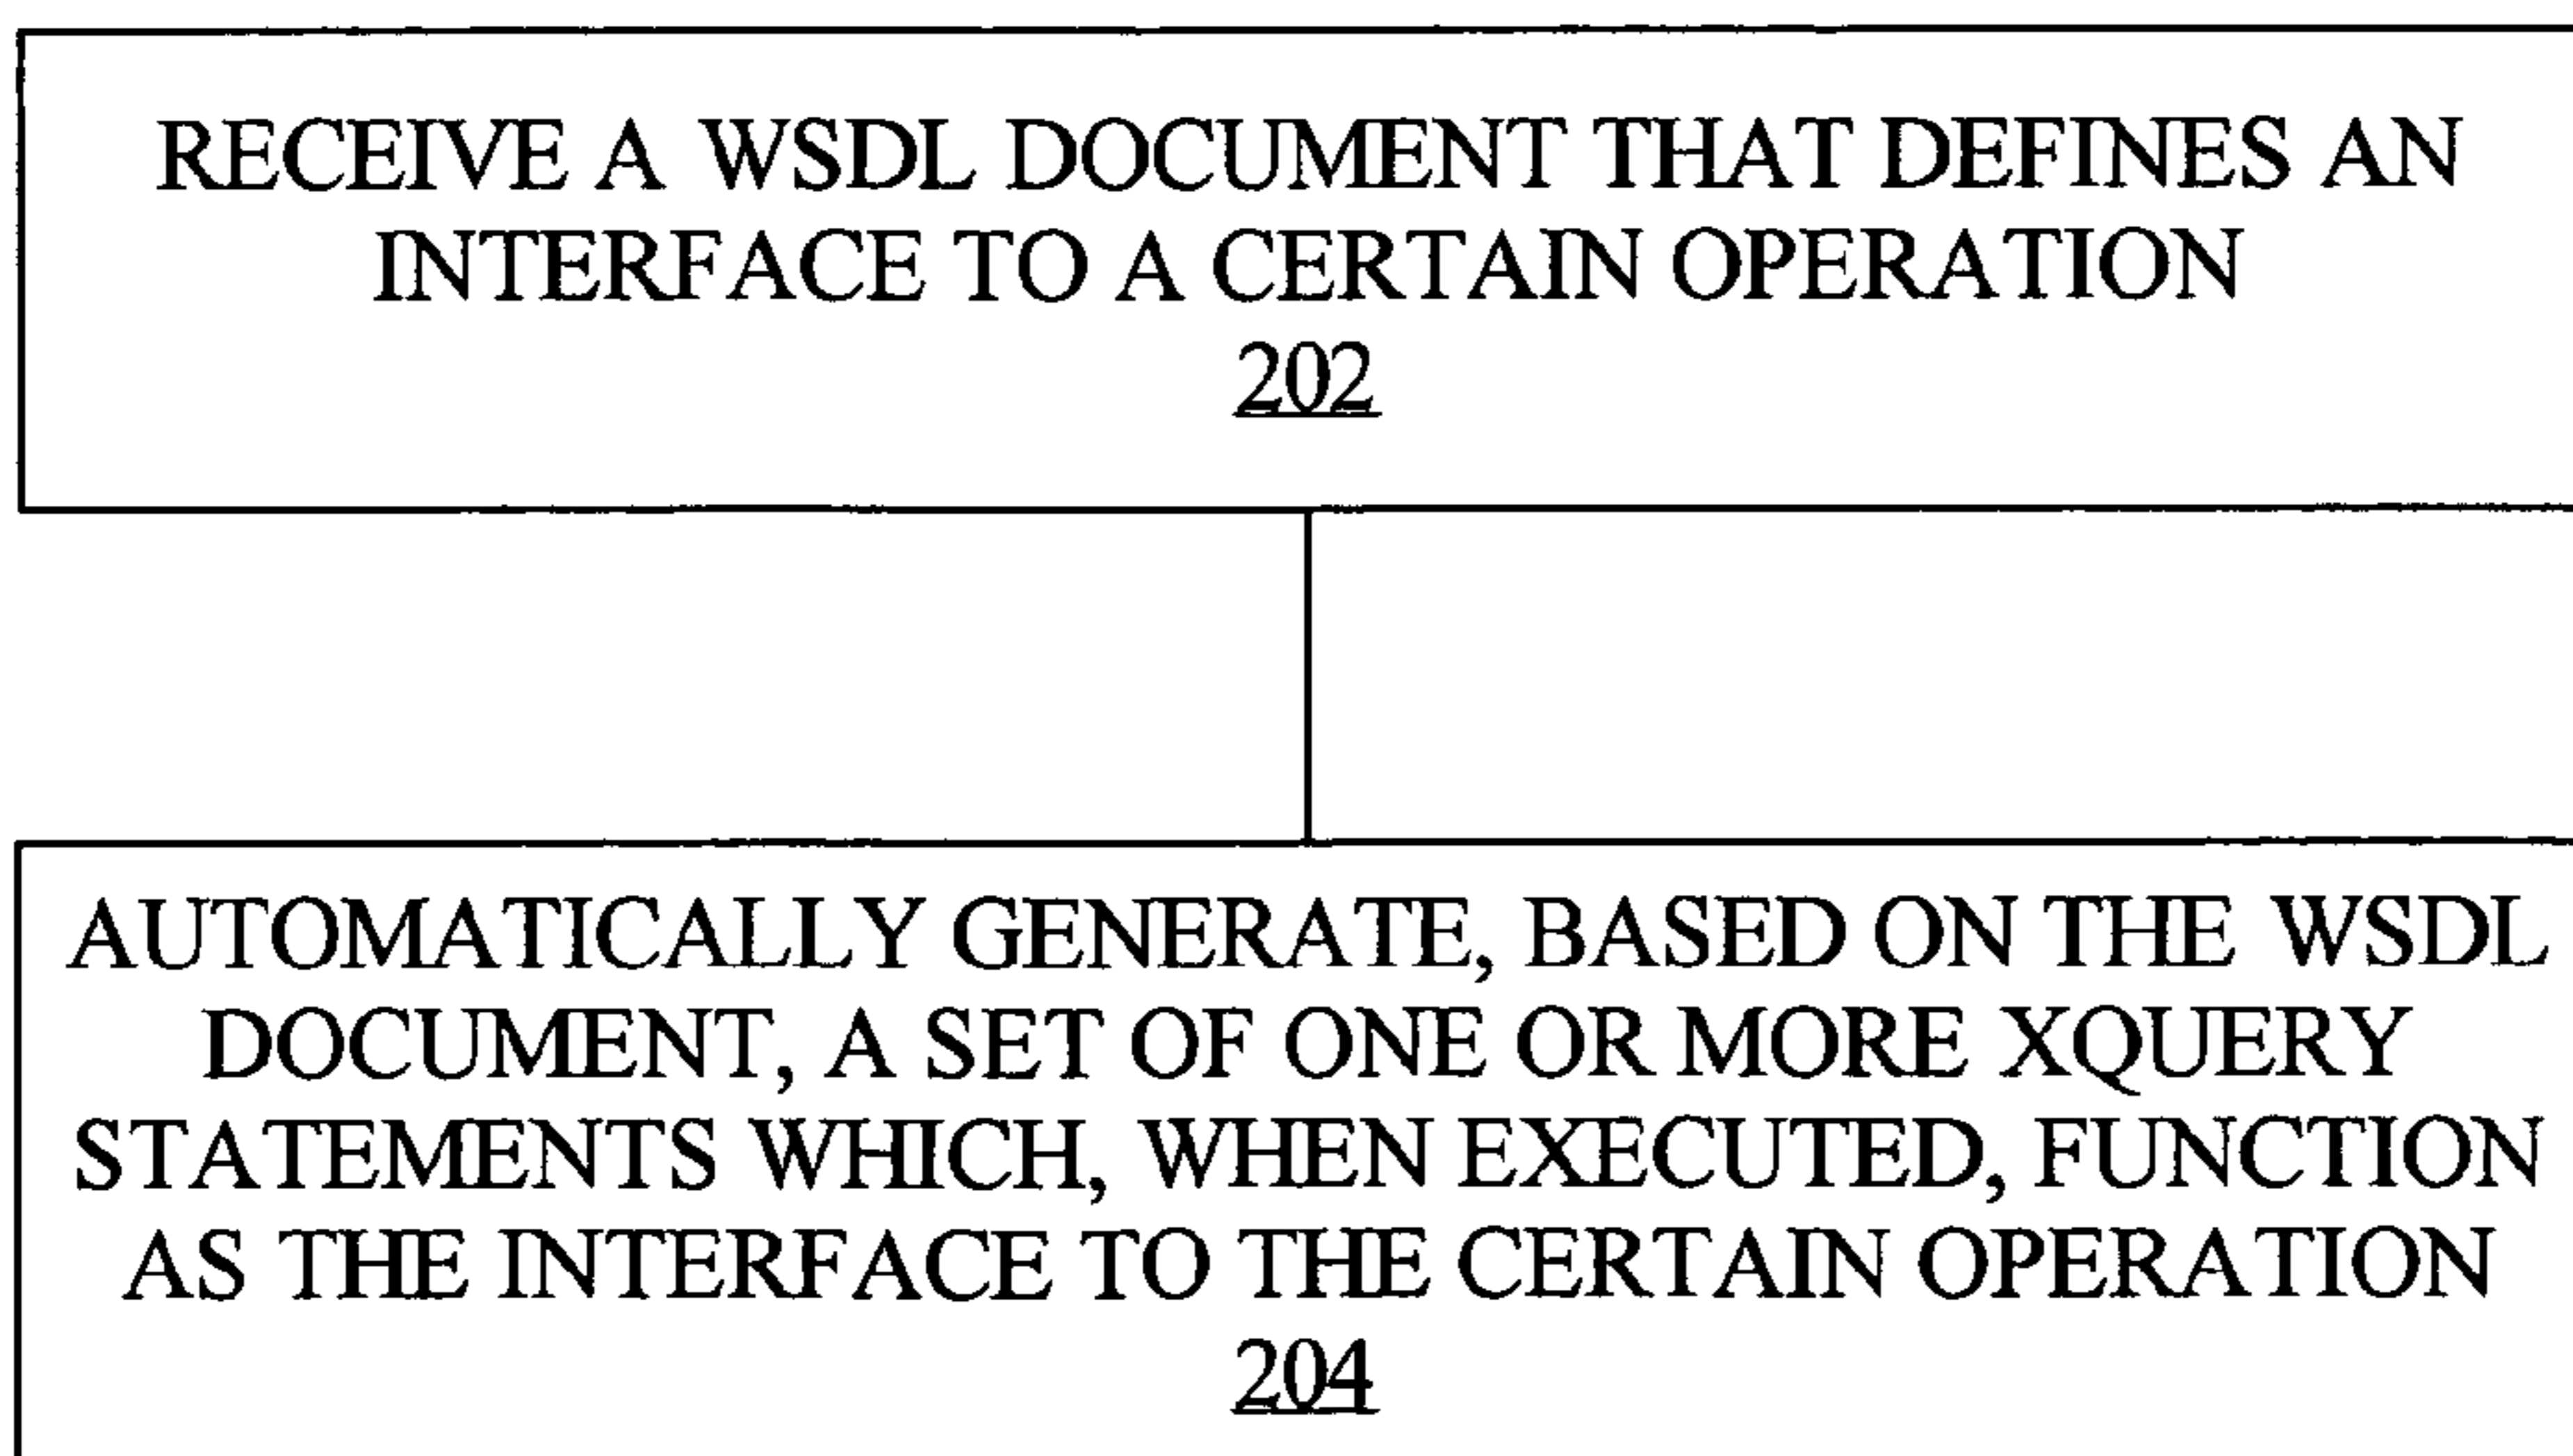 RECEIVE A WSDL DOCUMENT THAT DEFINES AN
INTERFACE TO A CERTAIN OPERATION
202
AUTOMATICALLY GENERATE, BASED ON THE WSDL
DOCUMENT, A SET OF ONE OR MORE XQUERY
STATEMENTS WHICH, WHEN EXECUTED, FUNCTION
AS THE INTERFACE TO THE CERTAIN OPERATION
204